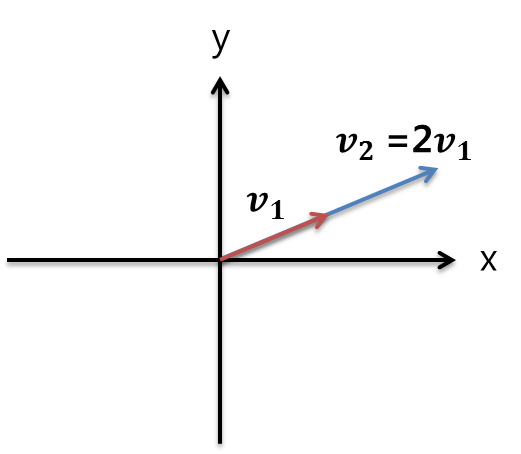 y
v₂ =2v₁
v₁
x